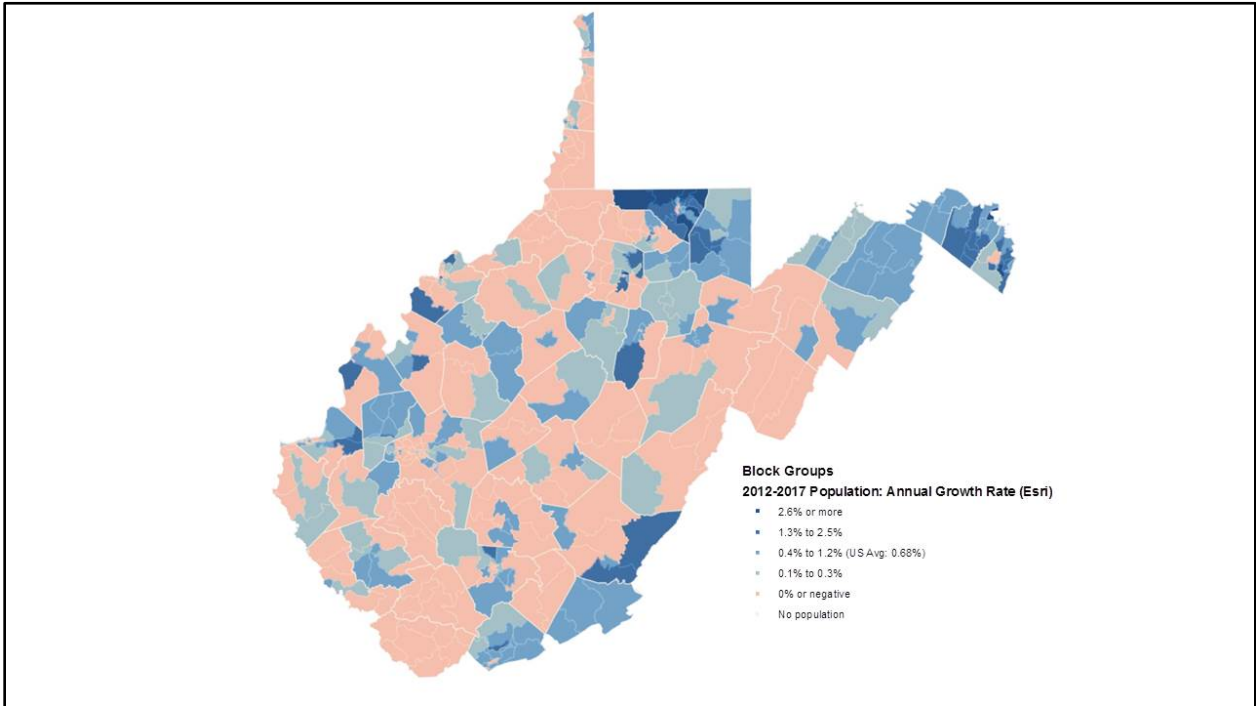 Block Groups
2012-2017 Population: Annual Growth Rate (Esri)
2.6% or more
1.3% to 2.5%
0.4% to 1.2% (US Avg: 0.68%)
0.1% to 0.3%
0% or negative
No population